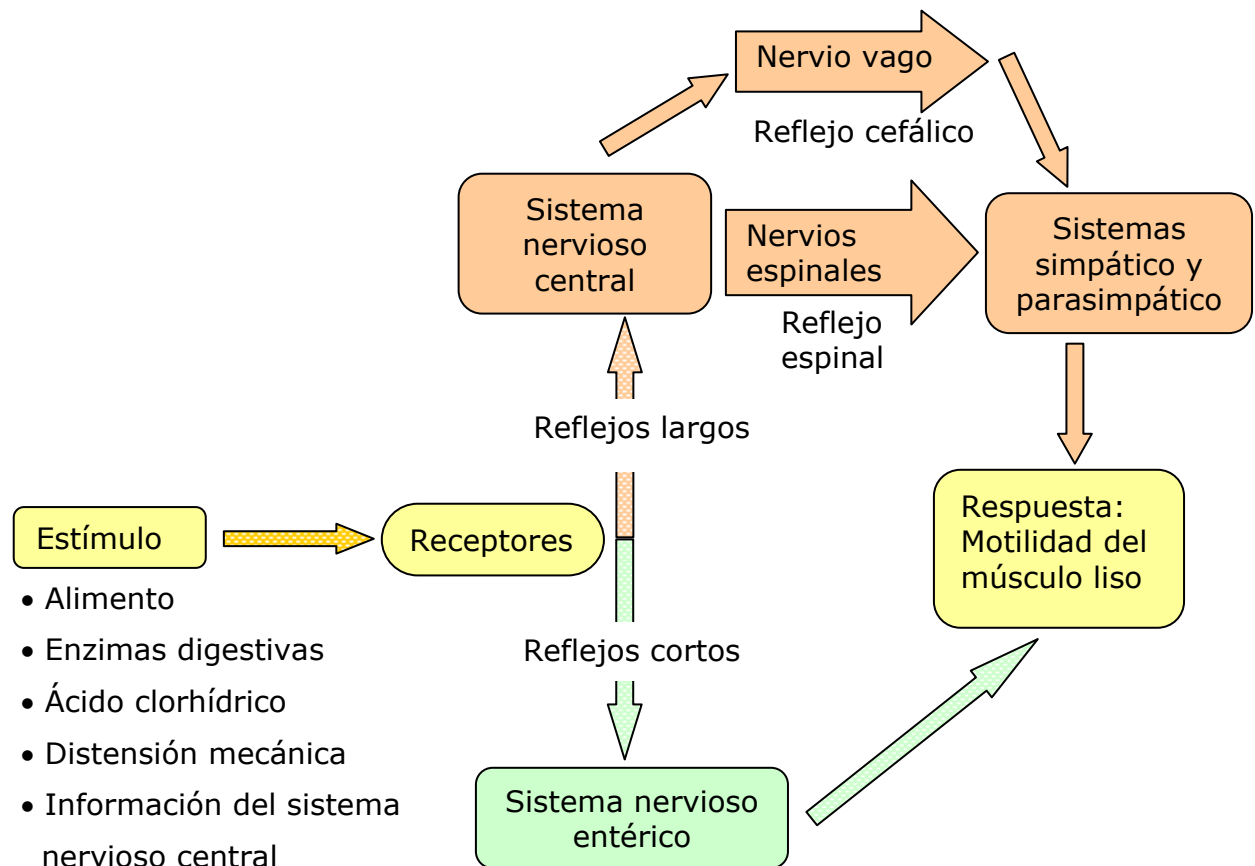 Nervio vago
Reflejo cefálico
Sistema
nervioso
central
Nervios
espinales
Reflejo
espinal
Sistemas
simpático y
parasimpático
Reflejos largos
Estímulo
Receptores
Respuesta:
Motilidad del
músculo liso
• Alimento
• Enzimas digestivas
• Ácido clorhídrico
• Distensión mecánica
• Información del sistema
nervioso central
Reflejos cortos
Sistema nervioso
entérico